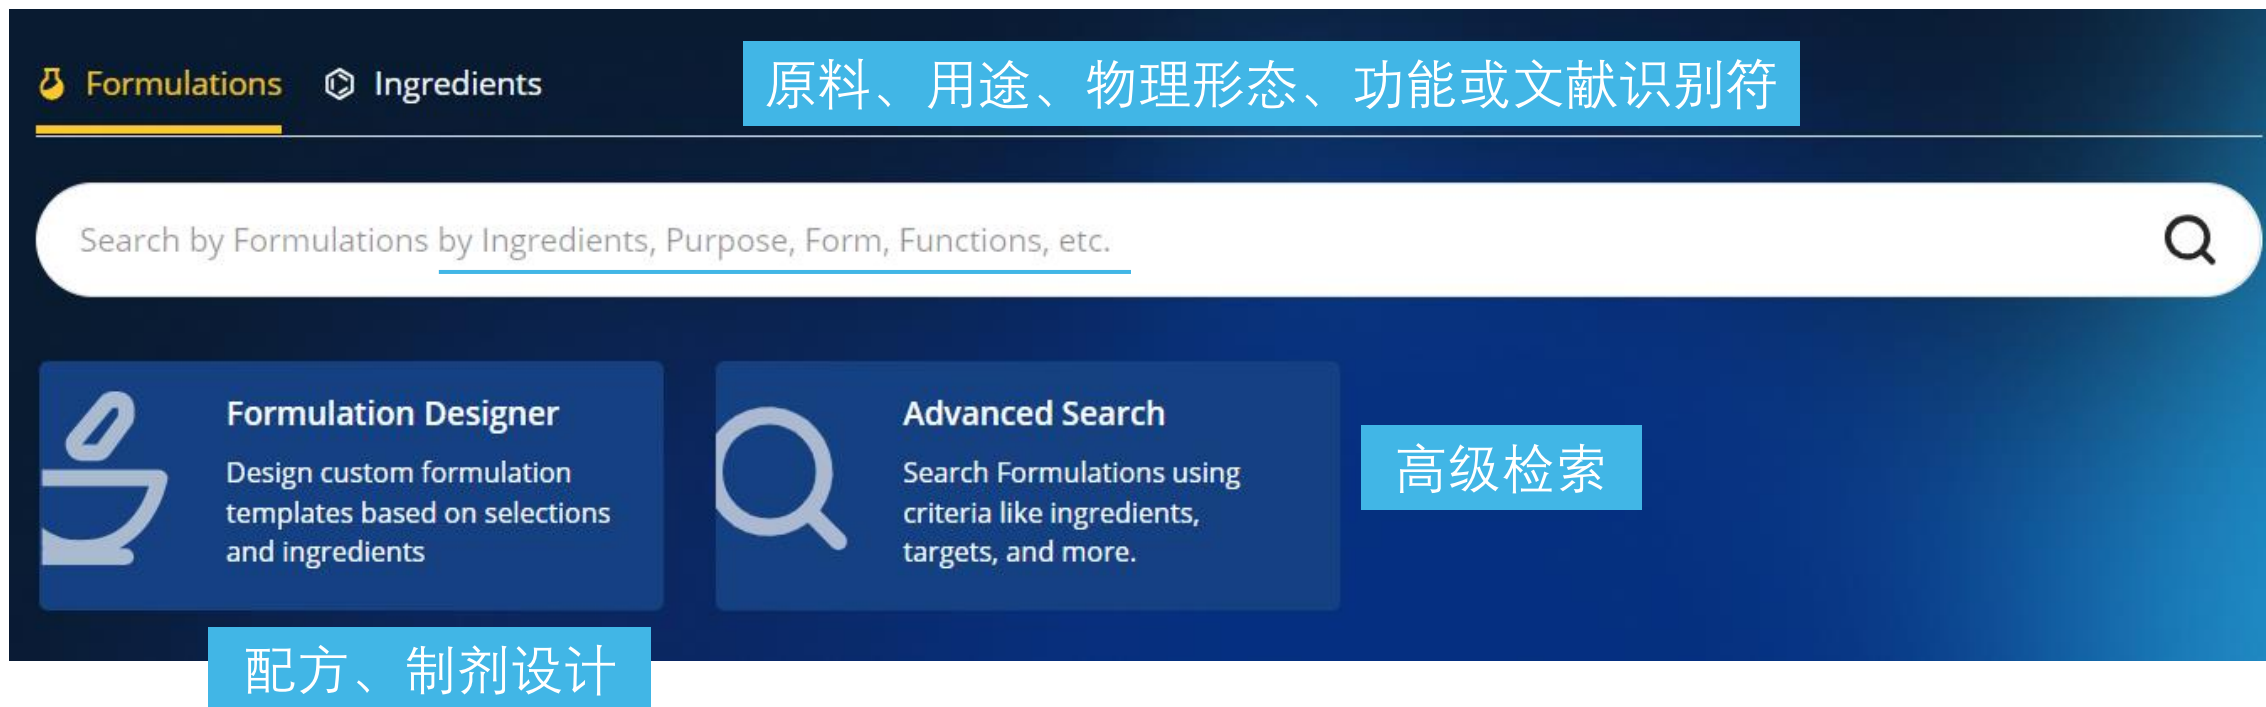 Formulations
Ingredients
原料、用途、物理形态、功能或文献识别符
Search by Formulations by Ingredients, Purpose, Form, Functions, etc.
Formulation Designer
Design custom formulation
templates based on selections
and ingredients
Advanced Search
Search Formulations using
criteria like ingredients,
targets, and more.
高级检索
配方、制剂设计